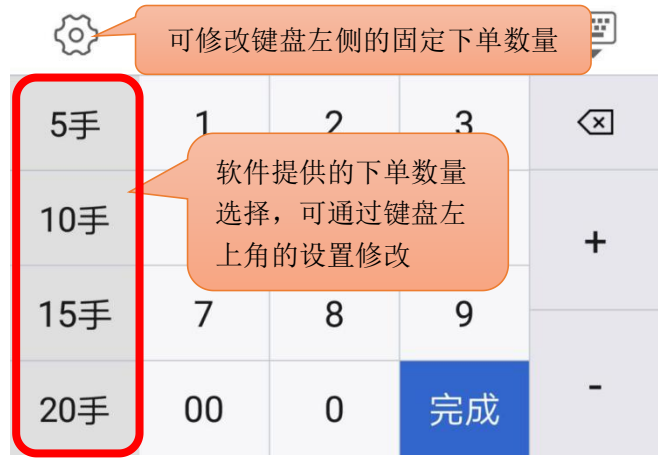 可修改键盘左侧的固定下单数量
5手 1 2 3
软件提供的下单数量
选择，可通过键盘左
上角的设置修改
10手 +
15手 7 8 9
20手 00 0 完成 -